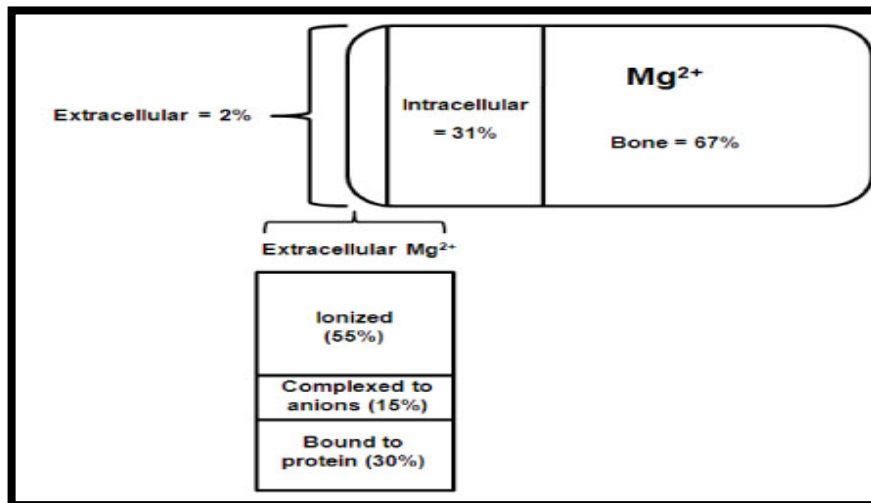 Mg²⁺
Extracellular = 2%
Intracellular
= 31%
Bone = 67%
Extracellular Mg²⁺
Ionized
(55%)
Complexed to
anions (15%)
Bound to
protein (30%)